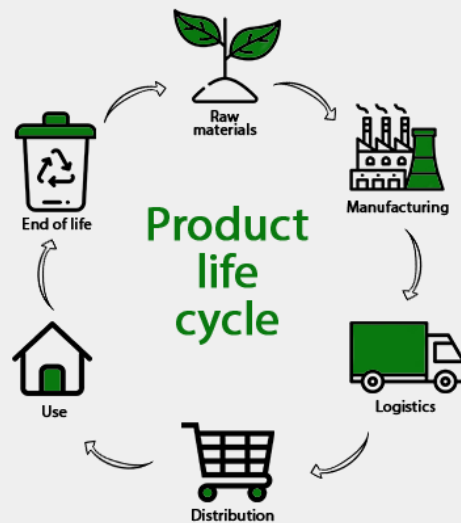 Raw
materials
Manufacturing
Logistics
Distribution
Use
End of life
Product
life
cycle